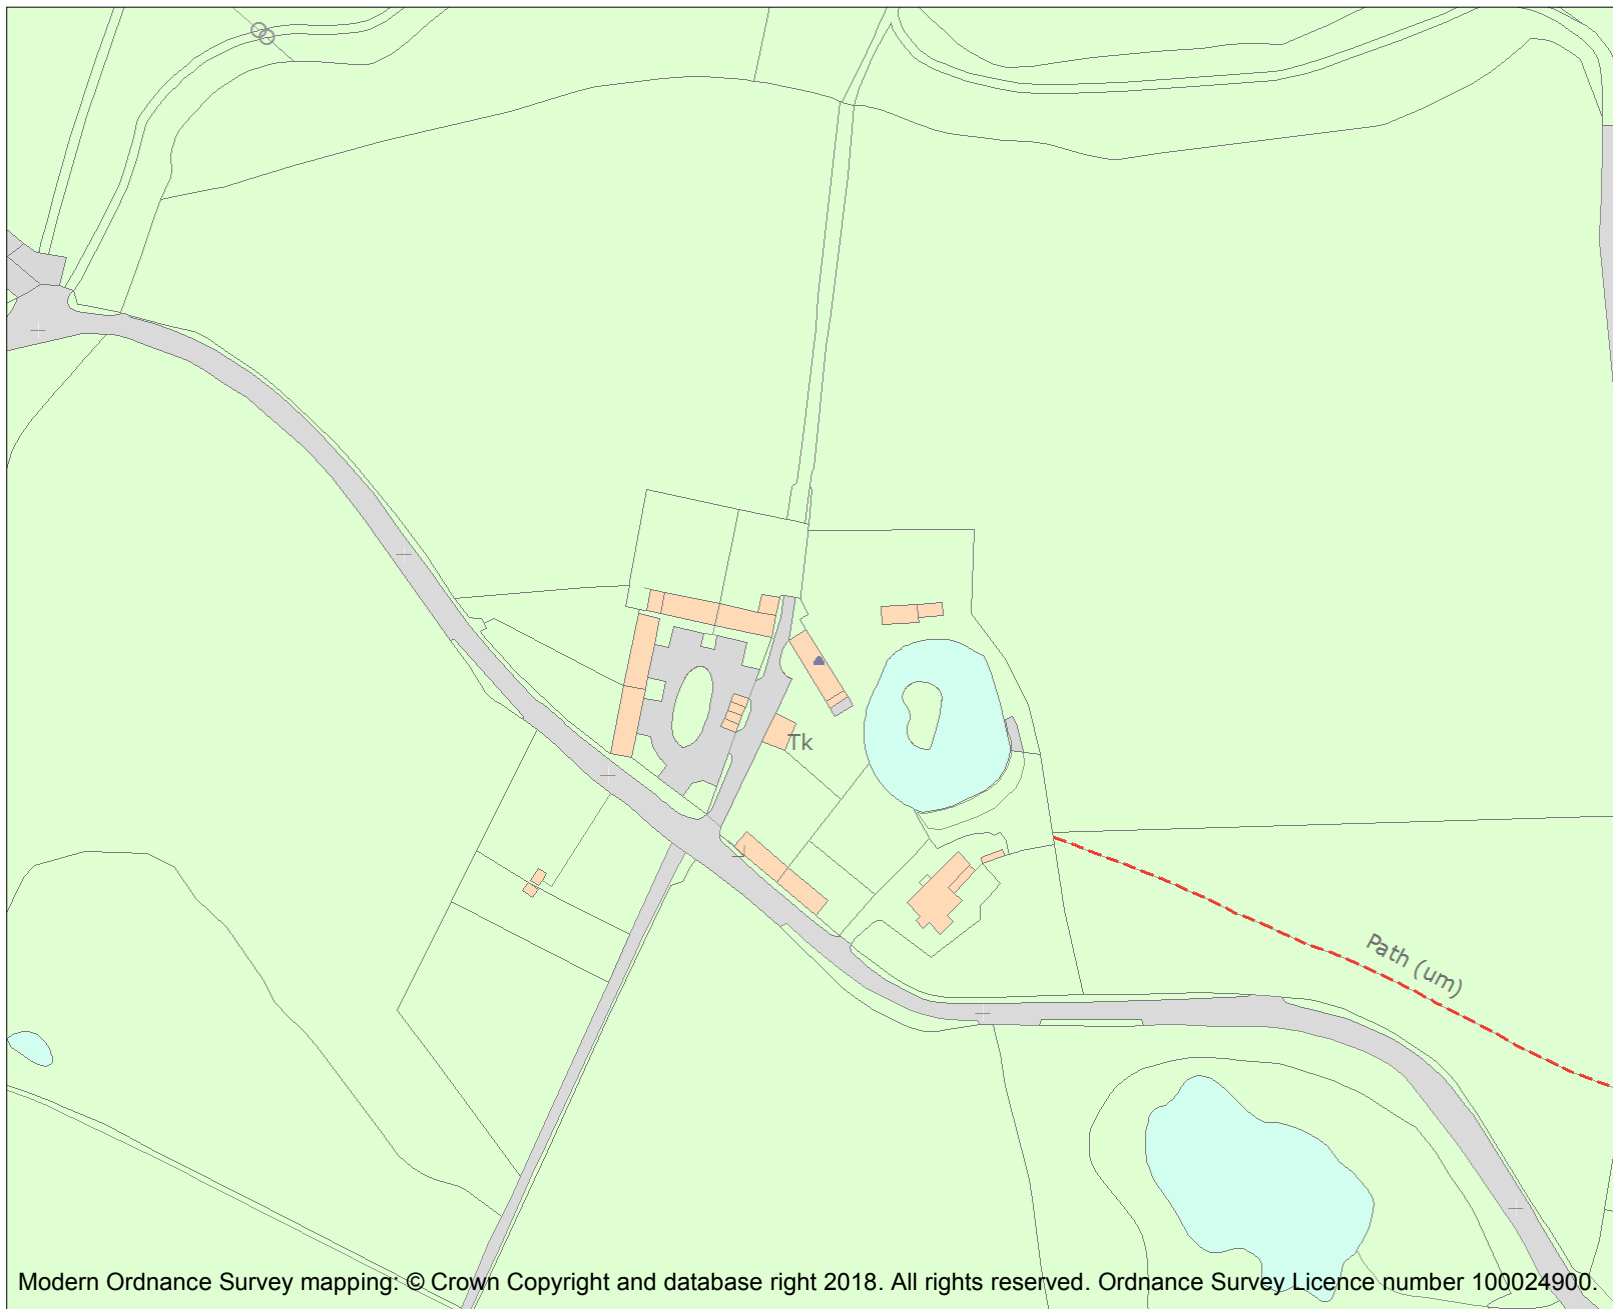 Tk
Path (um)
Modern Ordnance Survey mapping: © Crown Copyright and database right 2018. All rights reserved. Ordnance Survey Licence number 100024900.